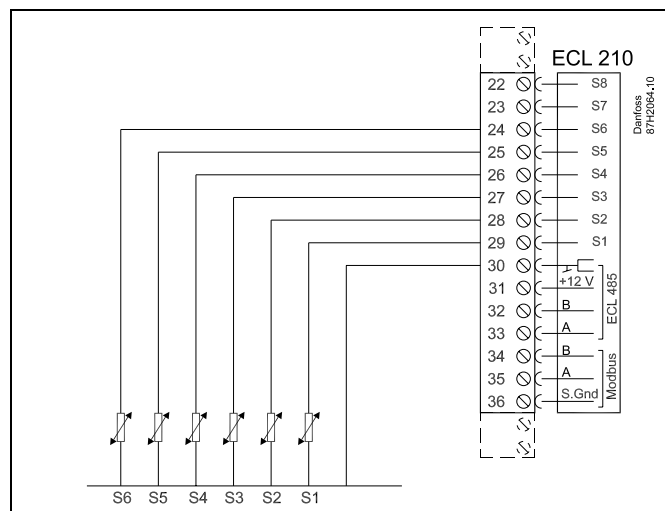 ECL 210
Danfoss
87H2064.10
22 S8
23 S7
24 S6
25 S5
26 S4
27 S3
28 S2
29 S1
30
31 +12 V
32 B
33 A
ECL 485
34 B
35 A
36 S.Gnd
Modbus
S6 S5 S4 S3 S2 S1